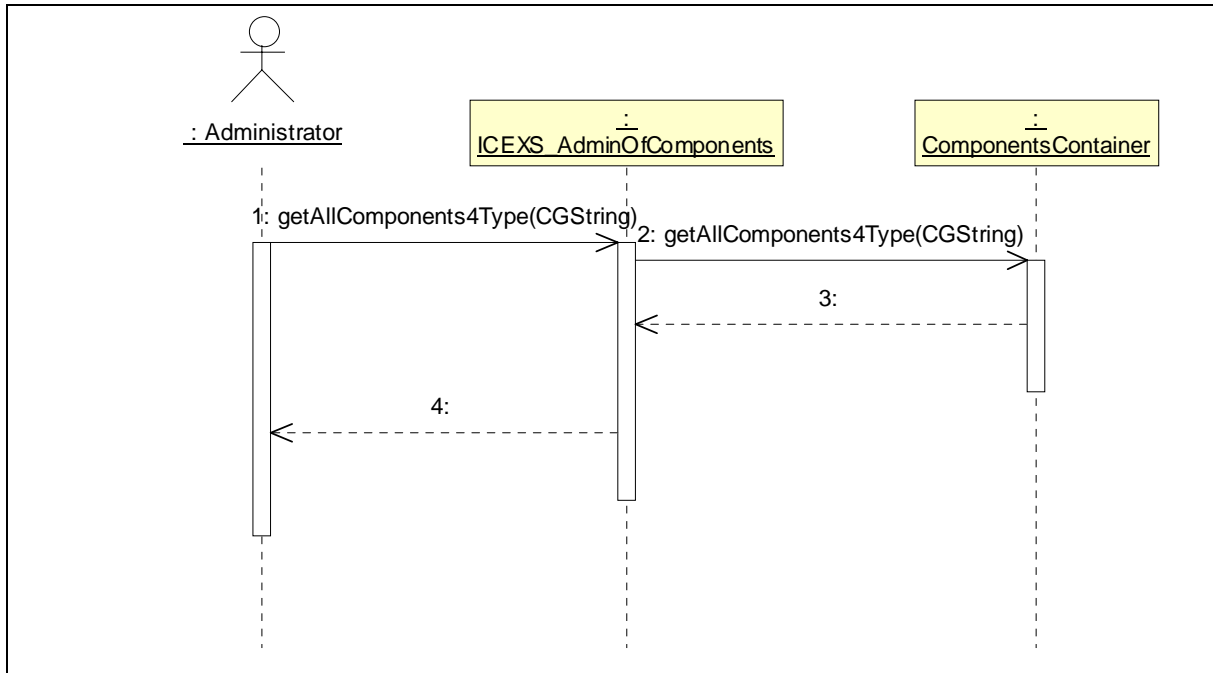 : Administrator
:
ICEXS_AdminOfComponents
:
ComponentsContainer
1: getAllComponents4Type(CGString)
2: getAllComponents4Type(CGString)
3:
4: